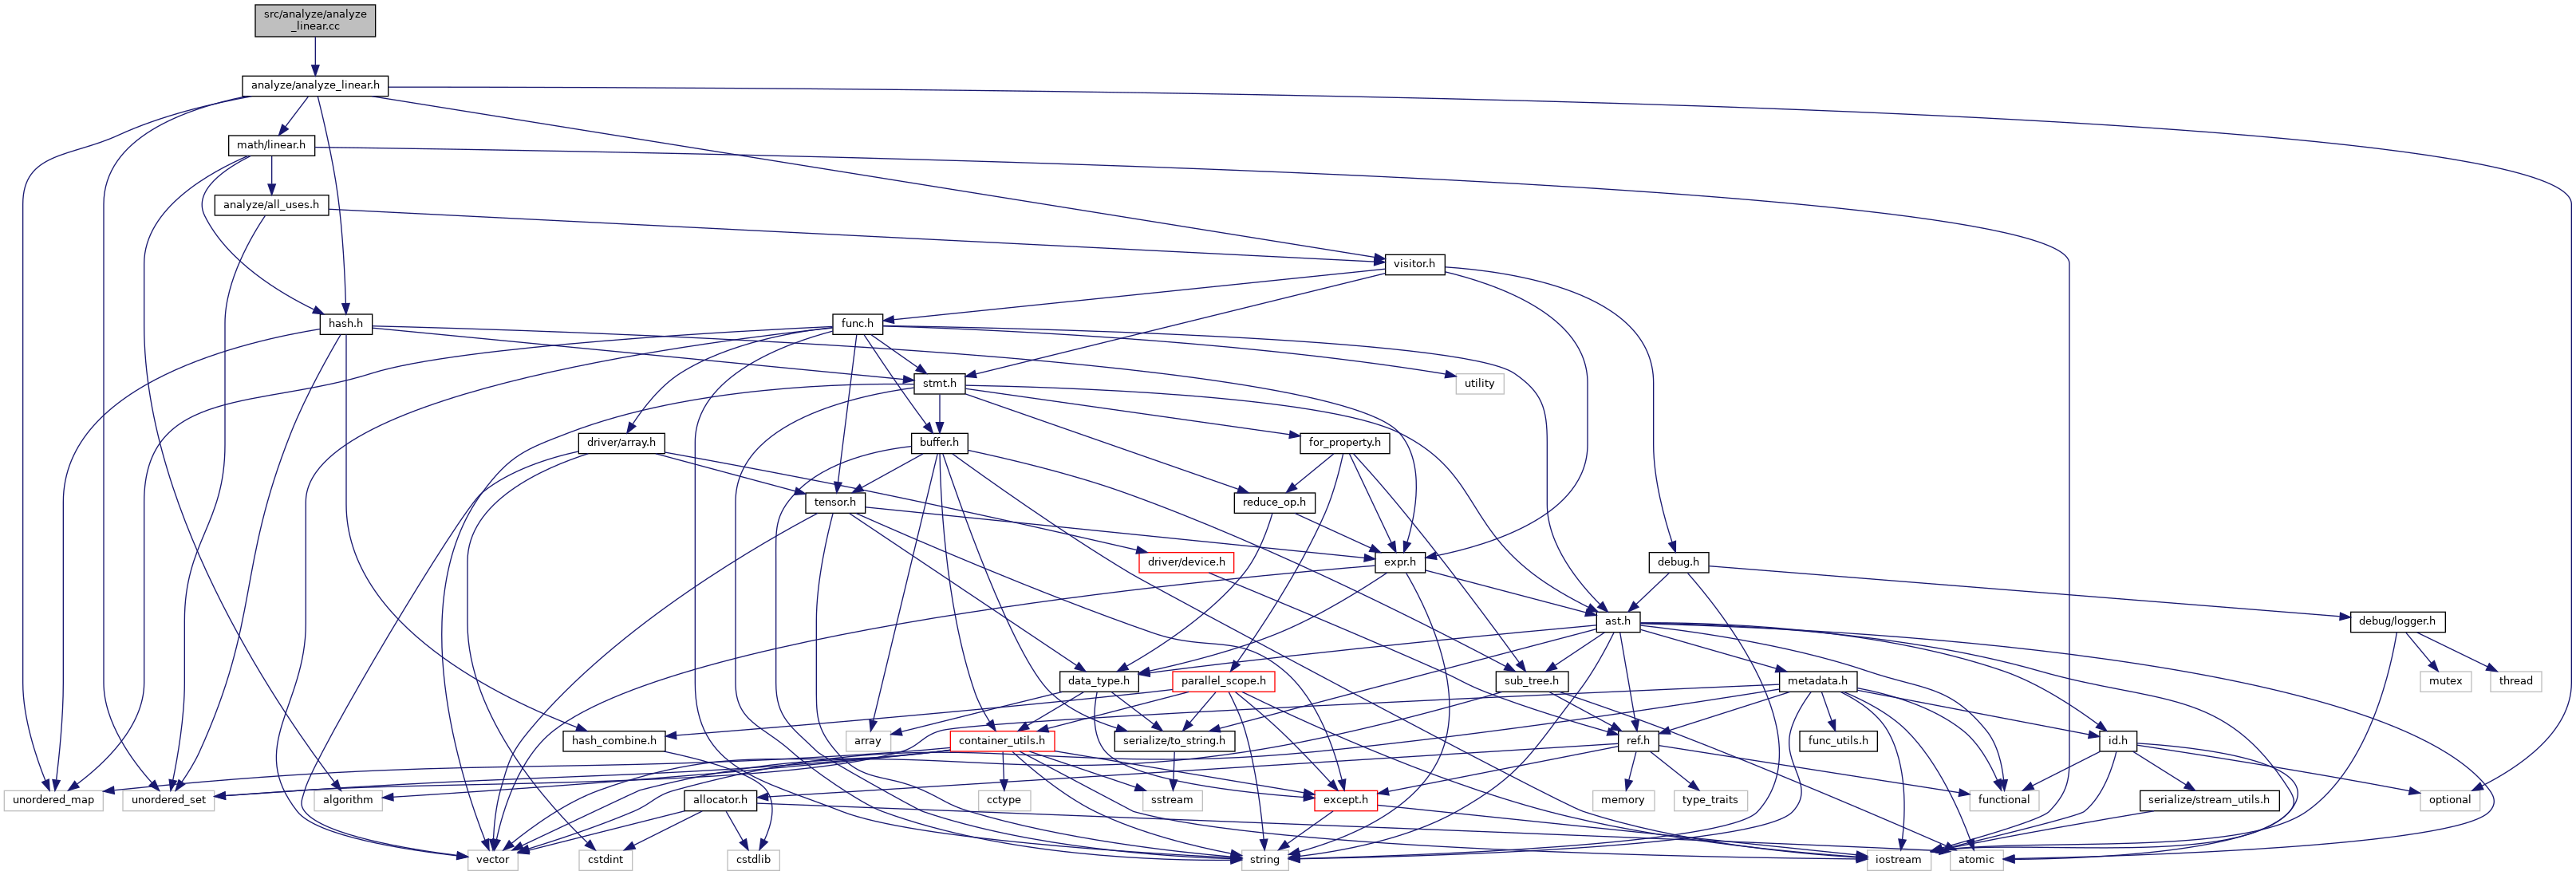 src/analyze/analyze
_linear.cc
analyze/analyze_linear.h
math/linear.h
analyze/all_uses.h
visitor.h
hash.h
func.h
stmt.h
utility
driver/array.h
buffer.h
for_property.h
tensor.h
reduce_op.h
driver/device.h
expr.h
debug.h
ast.h
debug/logger.h
data_type.h
parallel_scope.h
sub_tree.h
metadata.h
mutex
thread
hash_combine.h
array
container_utils.h
serialize/to_string.h
ref.h
func_utils.h
id.h
unordered_map
unordered_set
algorithm
allocator.h
cctype
sstream
except.h
memory
type_traits
functional
serialize/stream_utils.h
optional
vector
cstdint
cstdlib
string
iostream
atomic